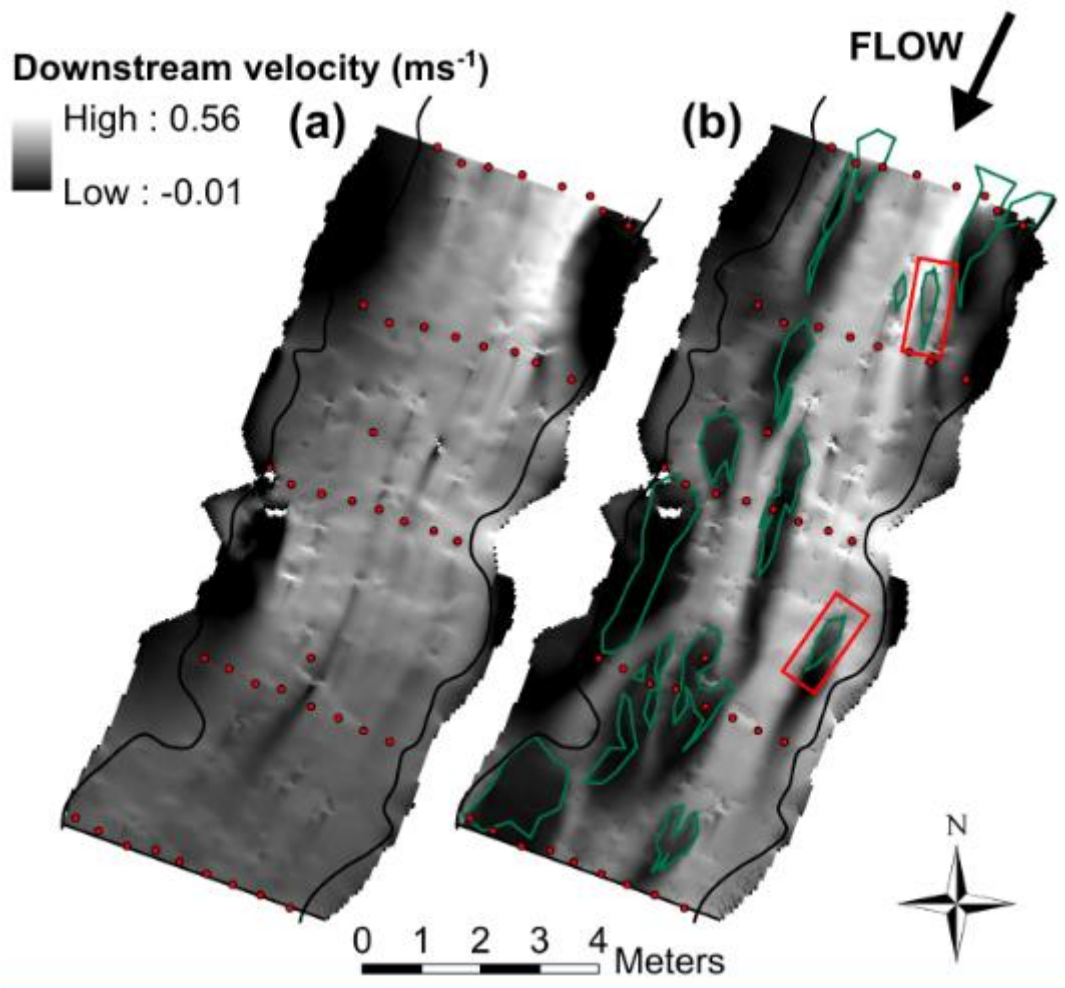 FLOW
Downstream velocity (ms⁻¹)
High : 0.56
Low : -0.01
(a)
(b)
N
0 1 2 3 4
Meters